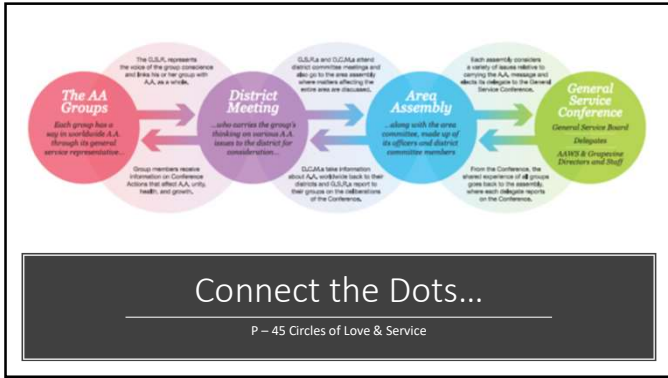 The G.S.R. represents
the voice of the group conscience
and links his or her group with
A.A. as a whole.
The AA
Groups
Each group has a
say in worldwide A.A.
through its general
service representative...
Group members receive
information on Conference
Actions that affect A.A. unity,
health, and growth.
District
Meeting
...who carries the group's
thinking on various A.A.
issues to the district for
consideration...
G.S.R.s and D.C.M.s attend
district committee meetings and
also go to the area assembly
where matters affecting the
entire area are discussed.
D.C.M.s take information
about A.A. worldwide back to their
districts and G.S.R.s report to
their groups on the deliberations
of the Conference.
Area
Assembly
...along with the area
committee, made up of
its officers and district
committee members
Each assembly considers
a variety of issues relative to
carrying the A.A. message and
elects its delegate to the General
Service Conference.
From the Conference, the
shared experience of all groups
goes back to the assembly,
where each delegate reports
on the Conference.
General
Service
Conference
General Service Board
Delegates
AAWS & Grapevine
Directors and Staff
Connect the Dots...
P – 45 Circles of Love & Service